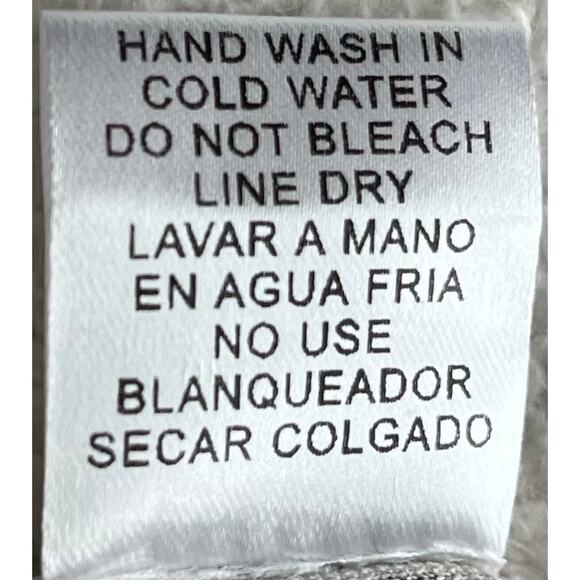 HAND WASH IN
COLD WATER
DO NOT BLEACH
LINE DRY
LAVAR A MANO
EN AGUA FRIA
NO USE
BLANQUEADOR
SECAR COLGADO